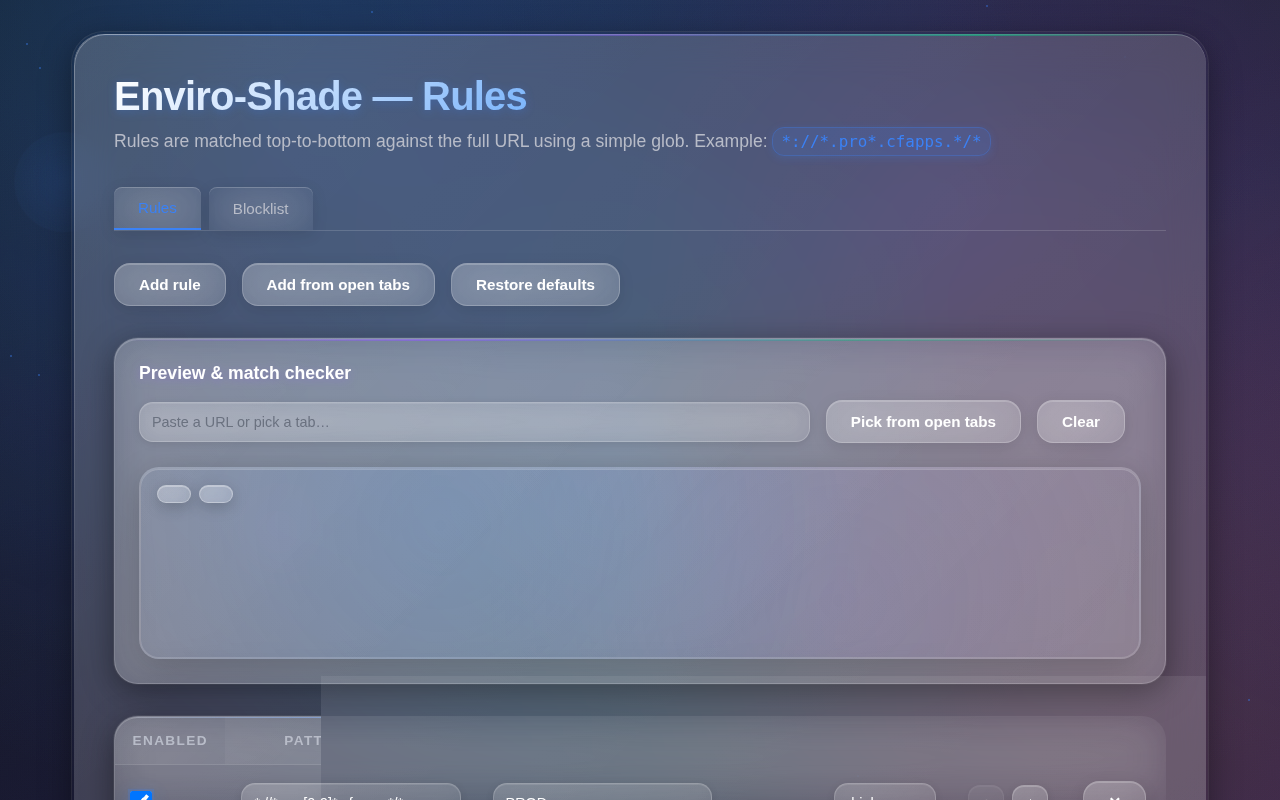 Enviro-Shade — Rules
Rules are matched top-to-bottom against the full URL using a simple glob. Example: *://*.pro*.cfapps.*/*
Rules Blocklist
Add rule Add from open tabs Restore defaults
Preview & match checker
Paste a URL or pick a tab… Pick from open tabs Clear
ENABLED PATT
PROD